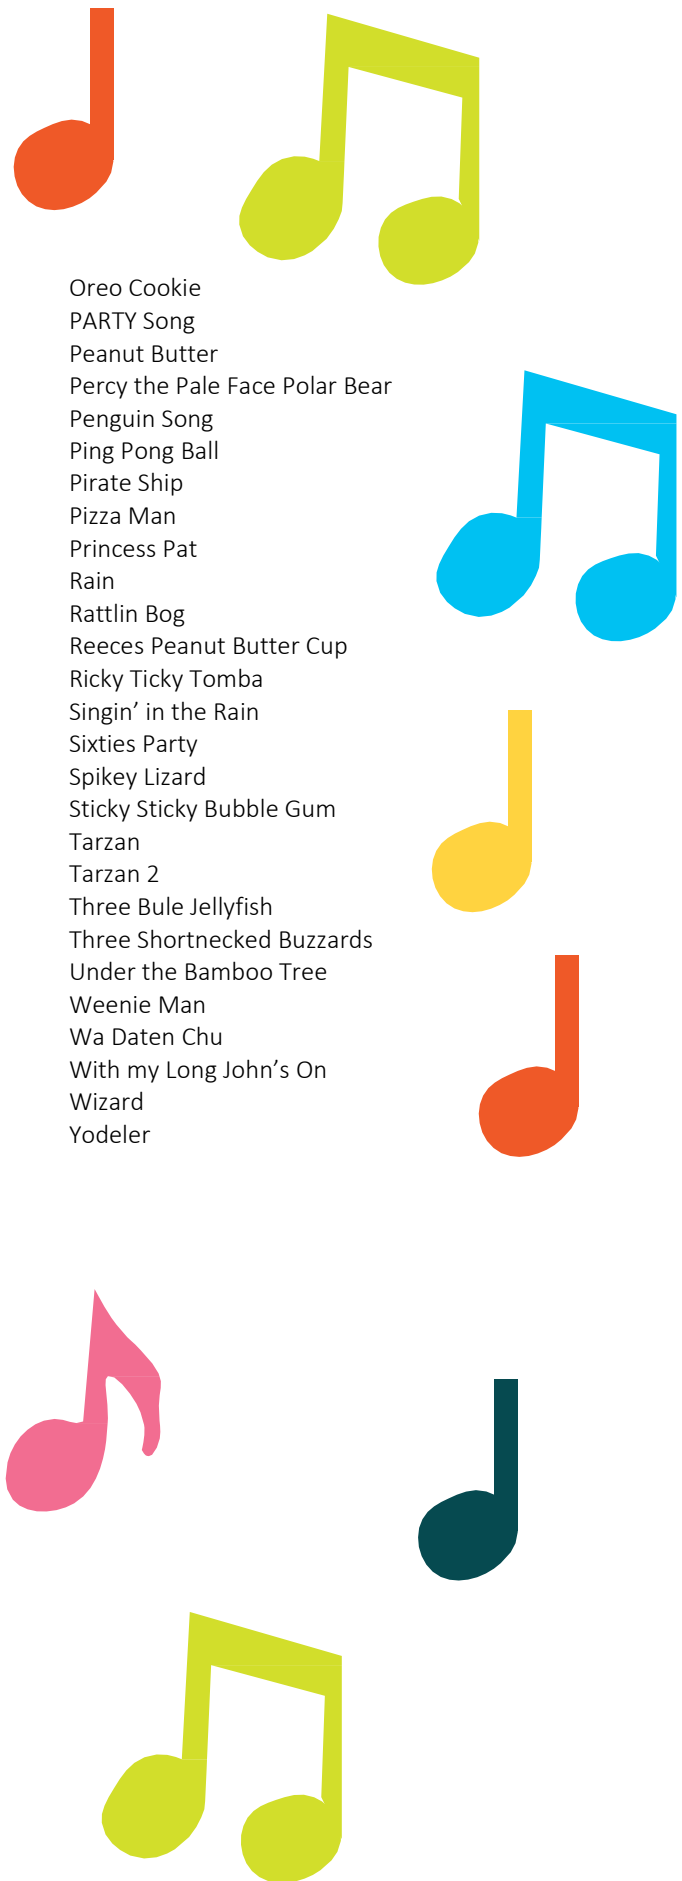 Oreo Cookie
PARTY Song
Peanut Butter
Percy the Pale Face Polar Bear
Penguin Song
Ping Pong Ball
Pirate Ship
Pizza Man
Princess Pat
Rain
Rattlin Bog
Reeces Peanut Butter Cup
Ricky Ticky Tomba
Singin’ in the Rain
Sixties Party
Spikey Lizard
Sticky Sticky Bubble Gum
Tarzan
Tarzan 2
Three Bule Jellyfish
Three Shortnecked Buzzards
Under the Bamboo Tree
Weenie Man
Wa Daten Chu
With my Long John’s On
Wizard
Yodeler